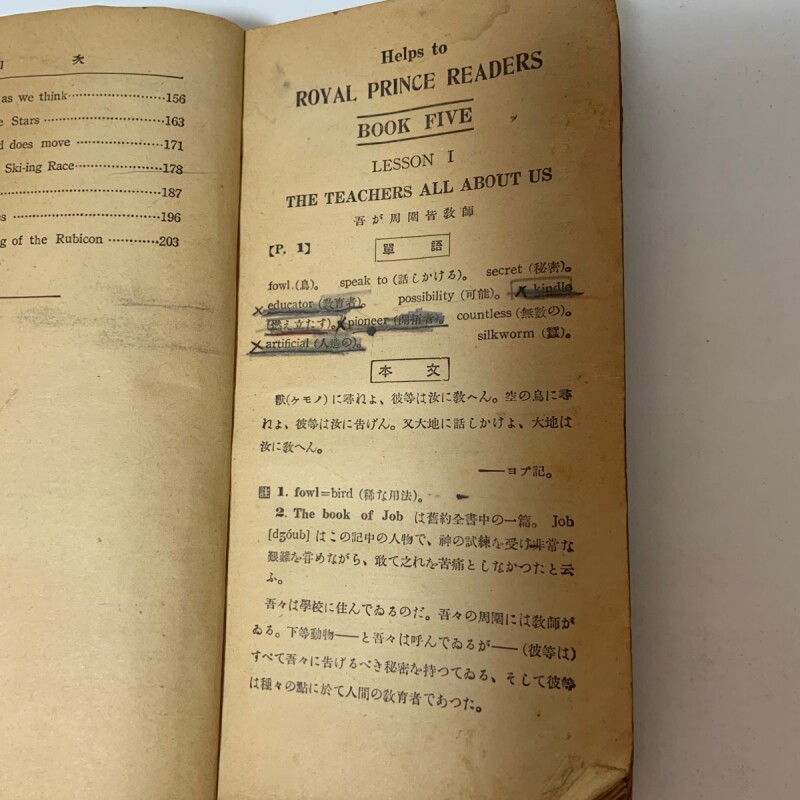 次
as we think························156
e Stars ························163
d does move ························171
Ski-ing Race························178
························187
s ························196
g of the Rubicon ············203
Helps to
ROYAL PRINCE READERS
BOOK FIVE
LESSON I
THE TEACHERS ALL ABOUT US
吾が周圍皆敎師
【P. 1】 單語
fowl (鳥)。 speak to (話しかける)。 secret (秘密)。
educator (敎育者)。 possibility (可能)。 kindle
(燃え立たす)。 pioneer (開拓者)。 countless (無數の)。
artificial (人造の)。 silkworm (蠶)。
本文
獸(ケモノ)に尋れよ、彼等は汝に敎へん。空の鳥に尋
ねよ、彼等は汝に吿げん。又大地に話しかけよ、大地は
汝に敎へん。
——ヨブ記。
註 1. fowl=bird (稀な用法)。
2. The book of Job は舊約全書中の一篇。 Job
[dʒóub] はこの記中の人物で、神の試練を受け非常な
艱難を甞めながら、敢て之れを苦痛としなかつたと云
ふ。
吾々は學校に住んでゐるのだ。吾々の周圍には敎師が
ゐる。下等動物——と吾々は呼んでゐるが——(彼等は)
すべて吾々に吿げるべき秘密を持つてゐる、そして彼等
は種々の點に於て人間の敎育者であつた。